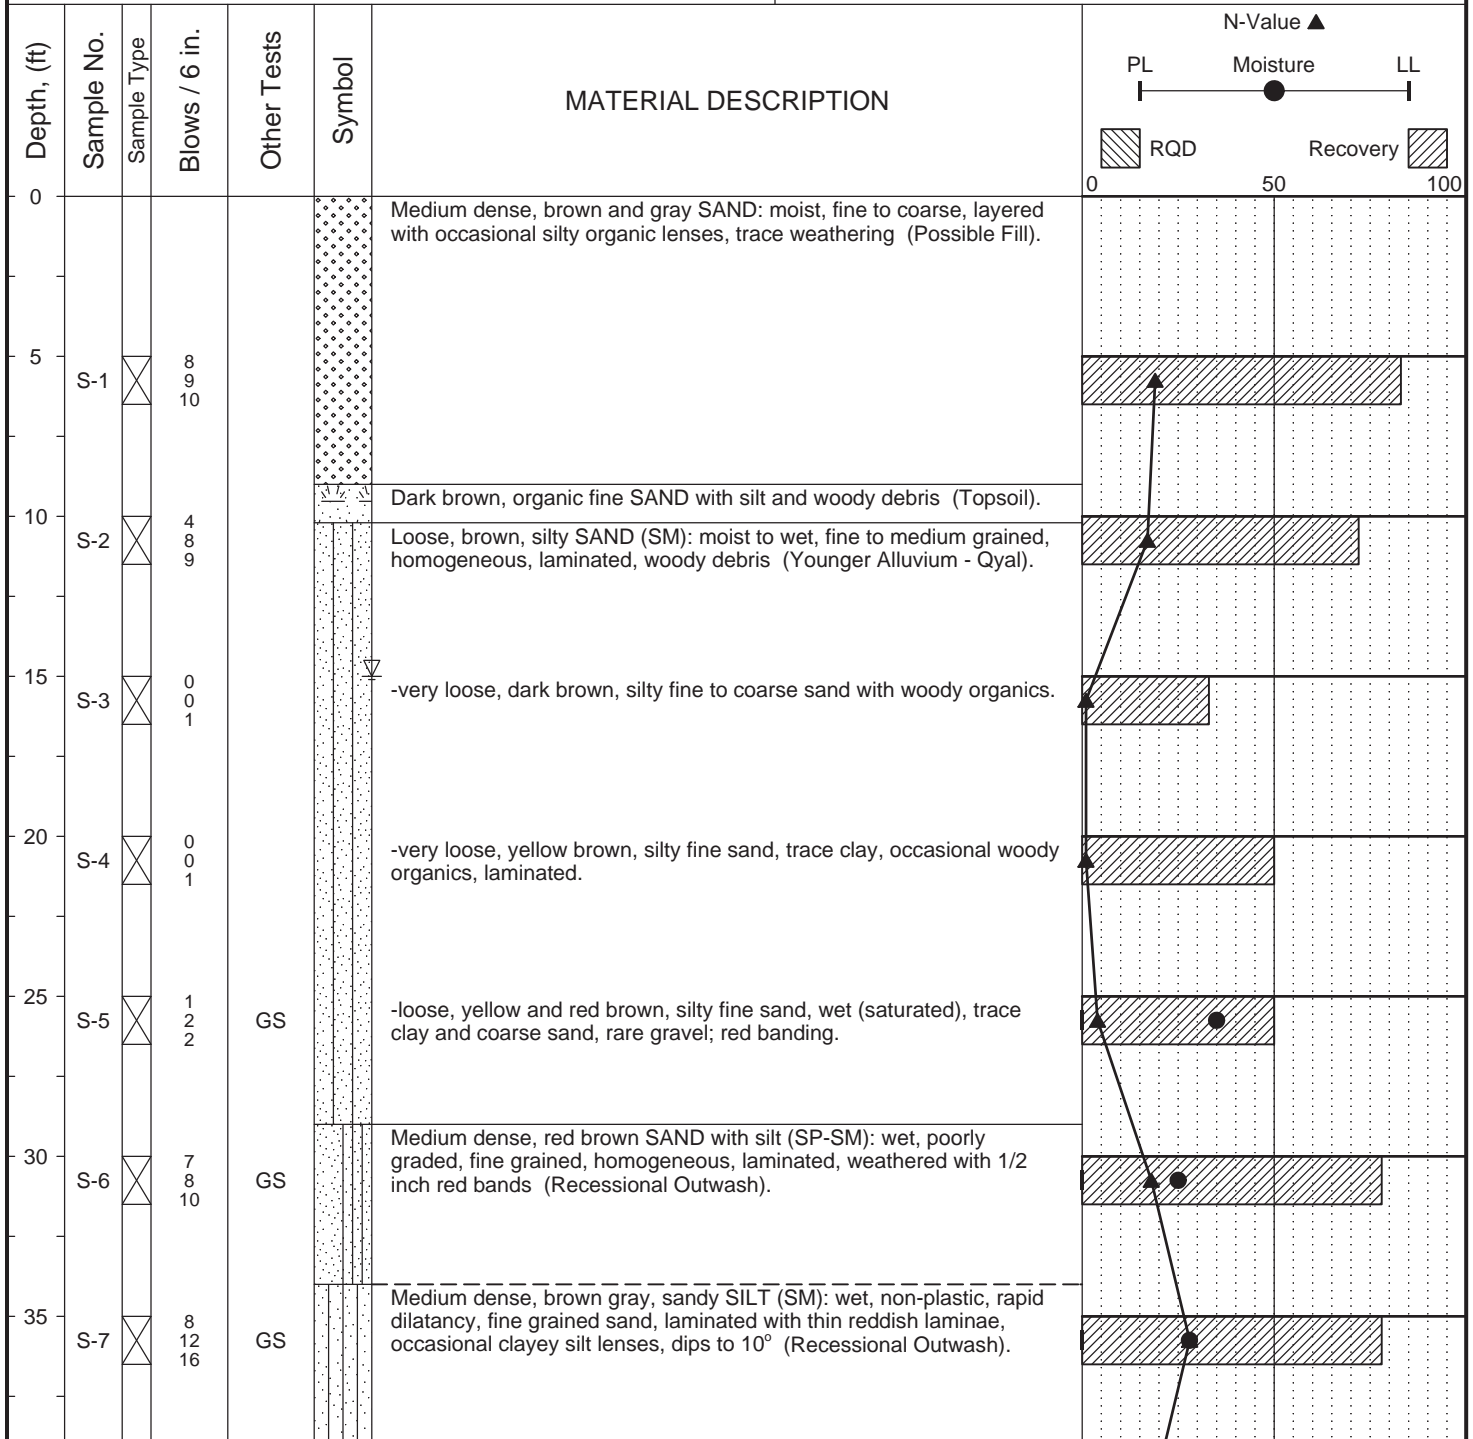 Depth, (ft)
Sample No.
Sample Type
Blows / 6 in.
Other Tests
Symbol
MATERIAL DESCRIPTION
N-Value
PL Moisture LL
RQD Recovery
0 50 100
0
Medium dense, brown and gray SAND: moist, fine to coarse, layered
with occasional silty organic lenses, trace weathering (Possible Fill).
5
S-1
8
9
10
Dark brown, organic fine SAND with silt and woody debris (Topsoil).
10
S-2
4
8
9
Loose, brown, silty SAND (SM): moist to wet, fine to medium grained,
homogeneous, laminated, woody debris (Younger Alluvium - Qyal).
15
S-3
0
0
1
-very loose, dark brown, silty fine to coarse sand with woody organics.
20
S-4
0
0
1
-very loose, yellow brown, silty fine sand, trace clay, occasional woody
organics, laminated.
25
S-5
1
2
2
GS
-loose, yellow and red brown, silty fine sand, wet (saturated), trace
clay and coarse sand, rare gravel; red banding.
Medium dense, red brown SAND with silt (SP-SM): wet, poorly
graded, fine grained, homogeneous, laminated, weathered with 1/2
inch red bands (Recessional Outwash).
30
S-6
7
8
10
GS
Medium dense, brown gray, sandy SILT (SM): wet, non-plastic, rapid
dilatancy, fine grained sand, laminated with thin reddish laminae,
occasional clayey silt lenses, dips to 10° (Recessional Outwash).
35
S-7
8
12
16
GS